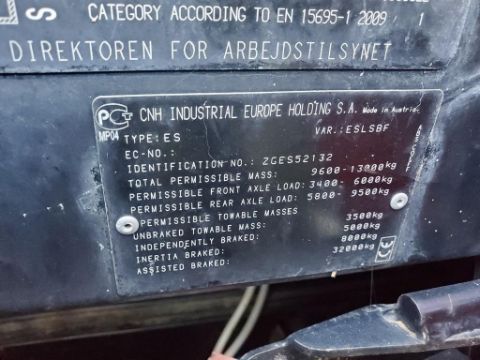 CATEGORY ACCORDING TO EN 15695-1 2009 / 1
DIREKTOREN FOR ARBEJDSTILSYNET
CNH INDUSTRIAL EUROPE HOLDING S.A. Made in Austria
MP04
TYPE: ES VAR.: ESLSBF
EC-NO.:
IDENTIFICATION NO.: ZGES52132
TOTAL PERMISSIBLE MASS: 9600-13000kg
PERMISSIBLE FRONT AXLE LOAD: 3400- 6000kg
PERMISSIBLE REAR AXLE LOAD: 5800- 9500kg
PERMISSIBLE TOWABLE MASSES
UNBRAKED TOWABLE MASS: 3500kg
INDEPENDENTLY BRAKED: 5000kg
INERTIA BRAKED: 8000kg
ASSISTED BRAKED: 32000kg
CE